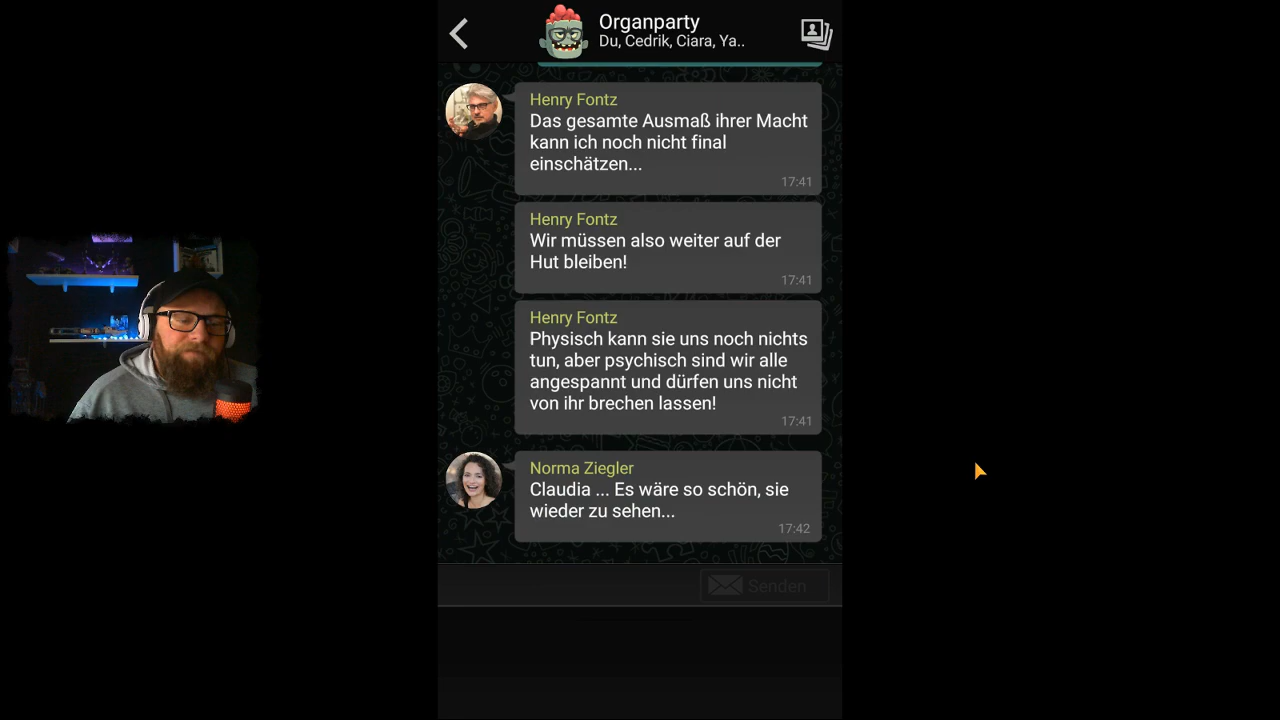 Organparty
Du, Cedrik, Ciara, Ya..
Henry Fontz
Das gesamte Ausmaß ihrer Macht
kann ich noch nicht final
einschätzen...
17:41
Henry Fontz
Wir müssen also weiter auf der
Hut bleiben!
17:41
Henry Fontz
Physisch kann sie uns noch nichts
tun, aber psychisch sind wir alle
angespannt und dürfen uns nicht
von ihr brechen lassen!
17:41
Norma Ziegler
Claudia ... Es wäre so schön, sie
wieder zu sehen...
17:42
Senden